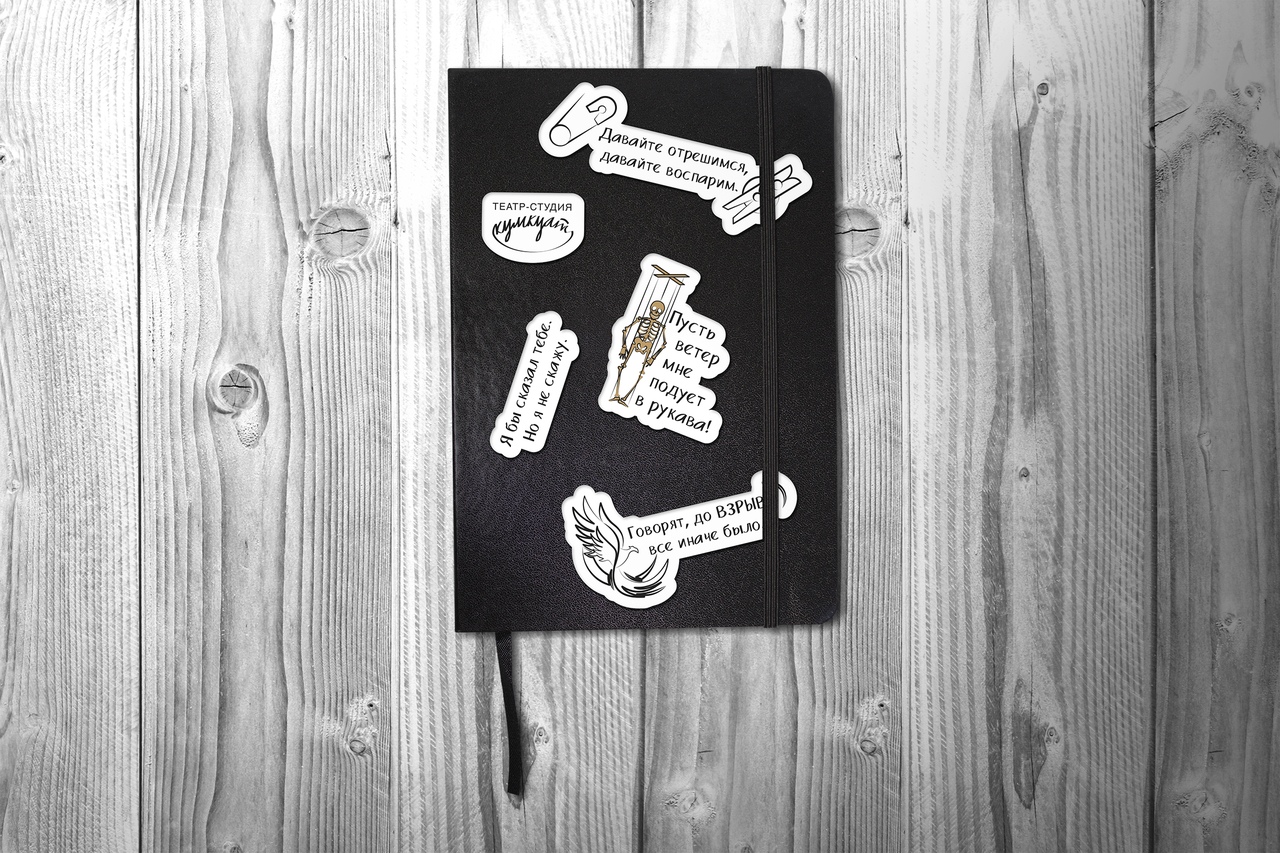 Давайте отрешимся,
давайте воспарим.
ТЕАТР-СТУДИЯ
кумкуат
Пусть
ветер
мне
подует
в рукава!
Я бы сказал тебе.
Но я не скажу.
Говорят, до ВЗРЫВ
все иначе было